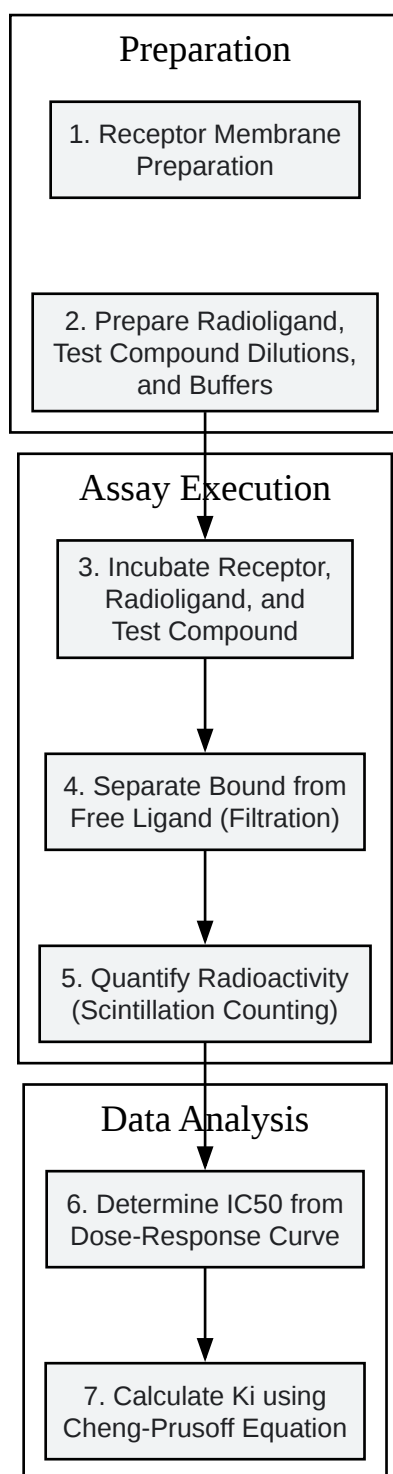 Preparation
1. Receptor Membrane
Preparation
2. Prepare Radioligand,
Test Compound Dilutions,
and Buffers
Assay Execution
3. Incubate Receptor,
Radioligand, and
Test Compound
4. Separate Bound from
Free Ligand (Filtration)
5. Quantify Radioactivity
(Scintillation Counting)
Data Analysis
6. Determine IC50 from
Dose-Response Curve
7. Calculate Ki using
Cheng-Prusoff Equation